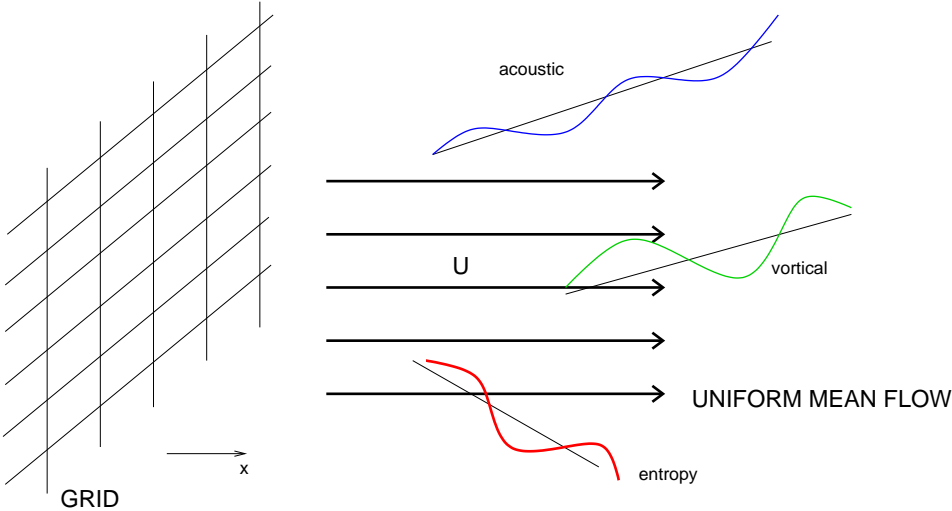 acoustic
U
vortical
UNIFORM MEAN FLOW
x
entropy
GRID